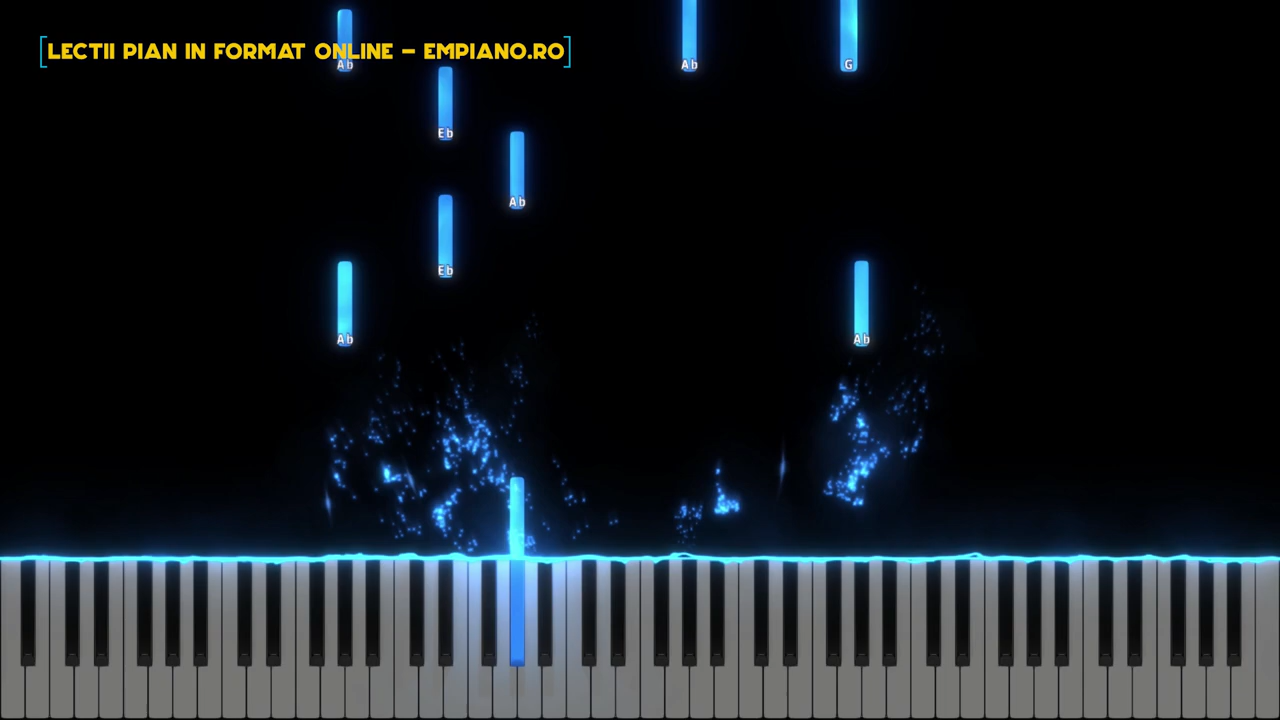 [LECTII PIAN IN FORMAT ONLINE – EMPIANO.RO]
Ab Ab G
Eb
Ab
Eb
Ab Ab